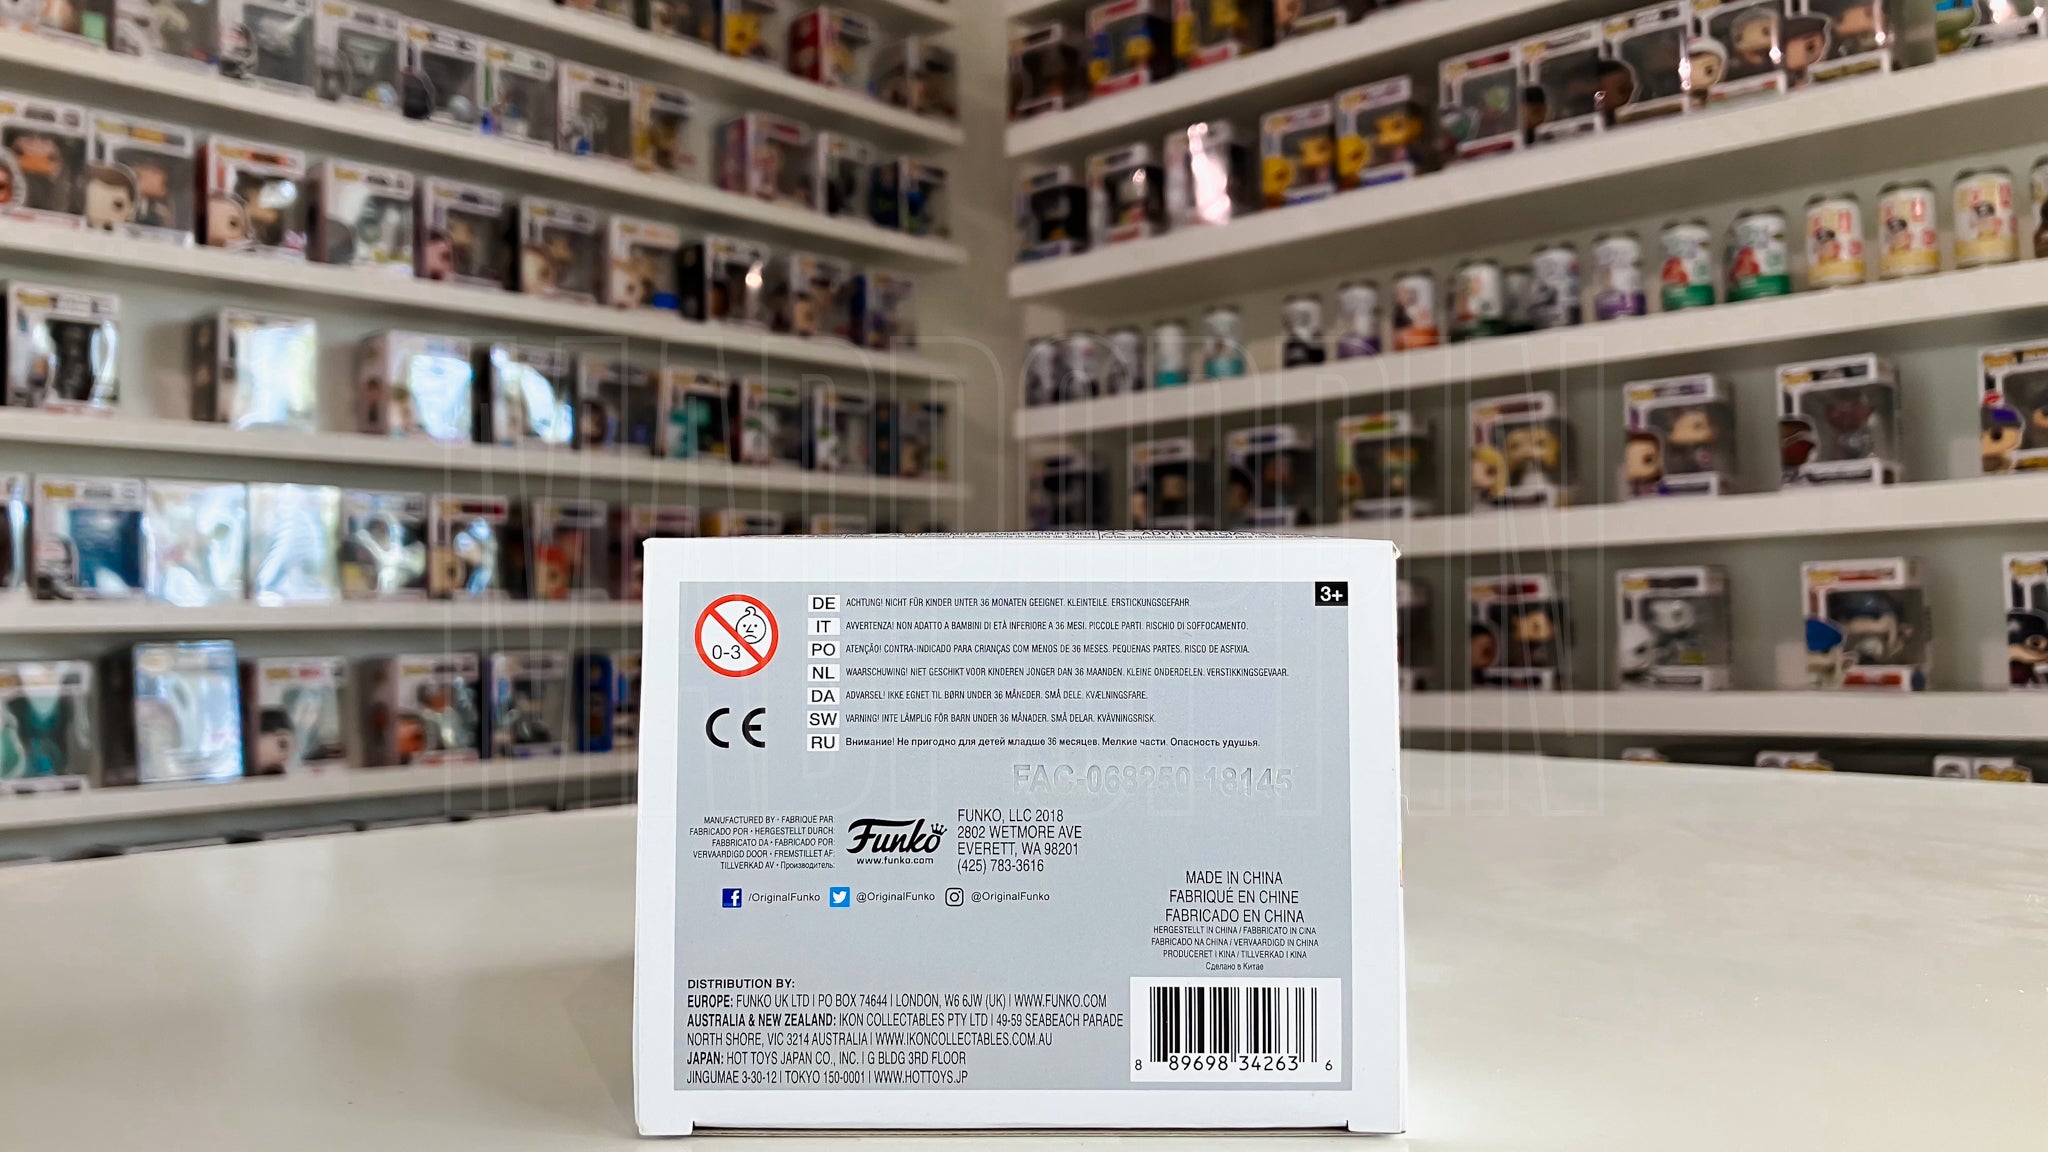 3+
0-3
DE ACHTUNG! NICHT FÜR KINDER UNTER 36 MONATEN GEEIGNET. KLEINTEILE. ERSTICKUNGSGEFAHR.
IT AVVERTENZA! NON ADATTO A BAMBINI DI ETÀ INFERIORE A 36 MESI. PICCOLE PARTI. RISCHIO DI SOFFOCAMENTO.
PO ATENÇÃO! CONTRA-INDICADO PARA CRIANÇAS COM MENOS DE 36 MESES. PEQUENAS PARTES. RISCO DE ASFIXIA.
NL WAARSCHUWING! NIET GESCHIKT VOOR KINDEREN JONGER DAN 36 MAANDEN. KLEINE ONDERDELEN. VERSTIKKINGSGEVAAR.
DA ADVARSEL! IKKE EGNET TIL BØRN UNDER 36 MÅNEDER. SMÅ DELE. KVÆLNINGSFARE.
SW VARNING! INTE LÄMPLIG FÖR BARN UNDER 36 MÅNADER. SMÅ DELAR. KVÄVNINGSRISK.
RU Внимание! Не пригодно для детей младше 36 месяцев. Мелкие части. Опасность удушья.
CE
FAC-068250-18145
MANUFACTURED BY • FABRIQUÉ PAR
FABRICADO POR • HERGESTELLT DURCH:
FABBRICATO DA • FABRICADO POR:
VERVAARDIGD DOOR • FREMSTILLET AF:
TILLVERKAD AV • Производитель:
Funko
www.funko.com
FUNKO, LLC 2018
2802 WETMORE AVE
EVERETT, WA 98201
(425) 783-3616
/OriginalFunko @OriginalFunko @OriginalFunko
MADE IN CHINA
FABRIQUÉ EN CHINE
FABRICADO EN CHINA
HERGESTELLT IN CHINA / FABBRICATO IN CINA
FABRICADO NA CHINA / VERVAARDIGD IN CHINA
PRODUCERET I KINA / TILLVERKAD I KINA
Сделано в Китае
DISTRIBUTION BY:
EUROPE: FUNKO UK LTD I PO BOX 74644 I LONDON, W6 6JW (UK) I WWW.FUNKO.COM
AUSTRALIA & NEW ZEALAND: IKON COLLECTABLES PTY LTD I 49-59 SEABEACH PARADE
NORTH SHORE, VIC 3214 AUSTRALIA I WWW.IKONCOLLECTABLES.COM.AU
JAPAN: HOT TOYS JAPAN CO., INC. I G BLDG 3RD FLOOR
JINGUMAE 3-30-12 I TOKYO 150-0001 I WWW.HOTTOYS.JP
8 89698 34263 6
MADPOPPIN
MADPOPPIN